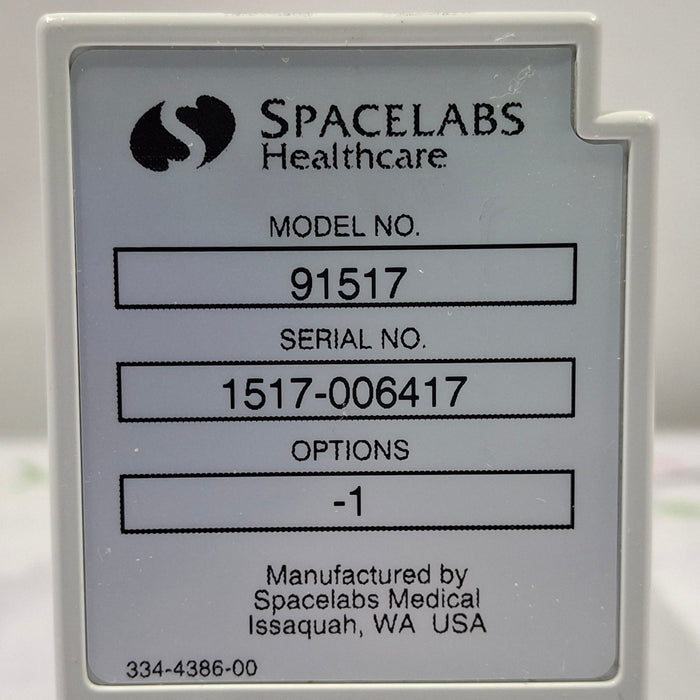 SPACELABS
Healthcare
MODEL NO.
91517
SERIAL NO.
1517-006417
OPTIONS
-1
Manufactured by
Spacelabs Medical
Issaquah, WA USA
334-4386-00